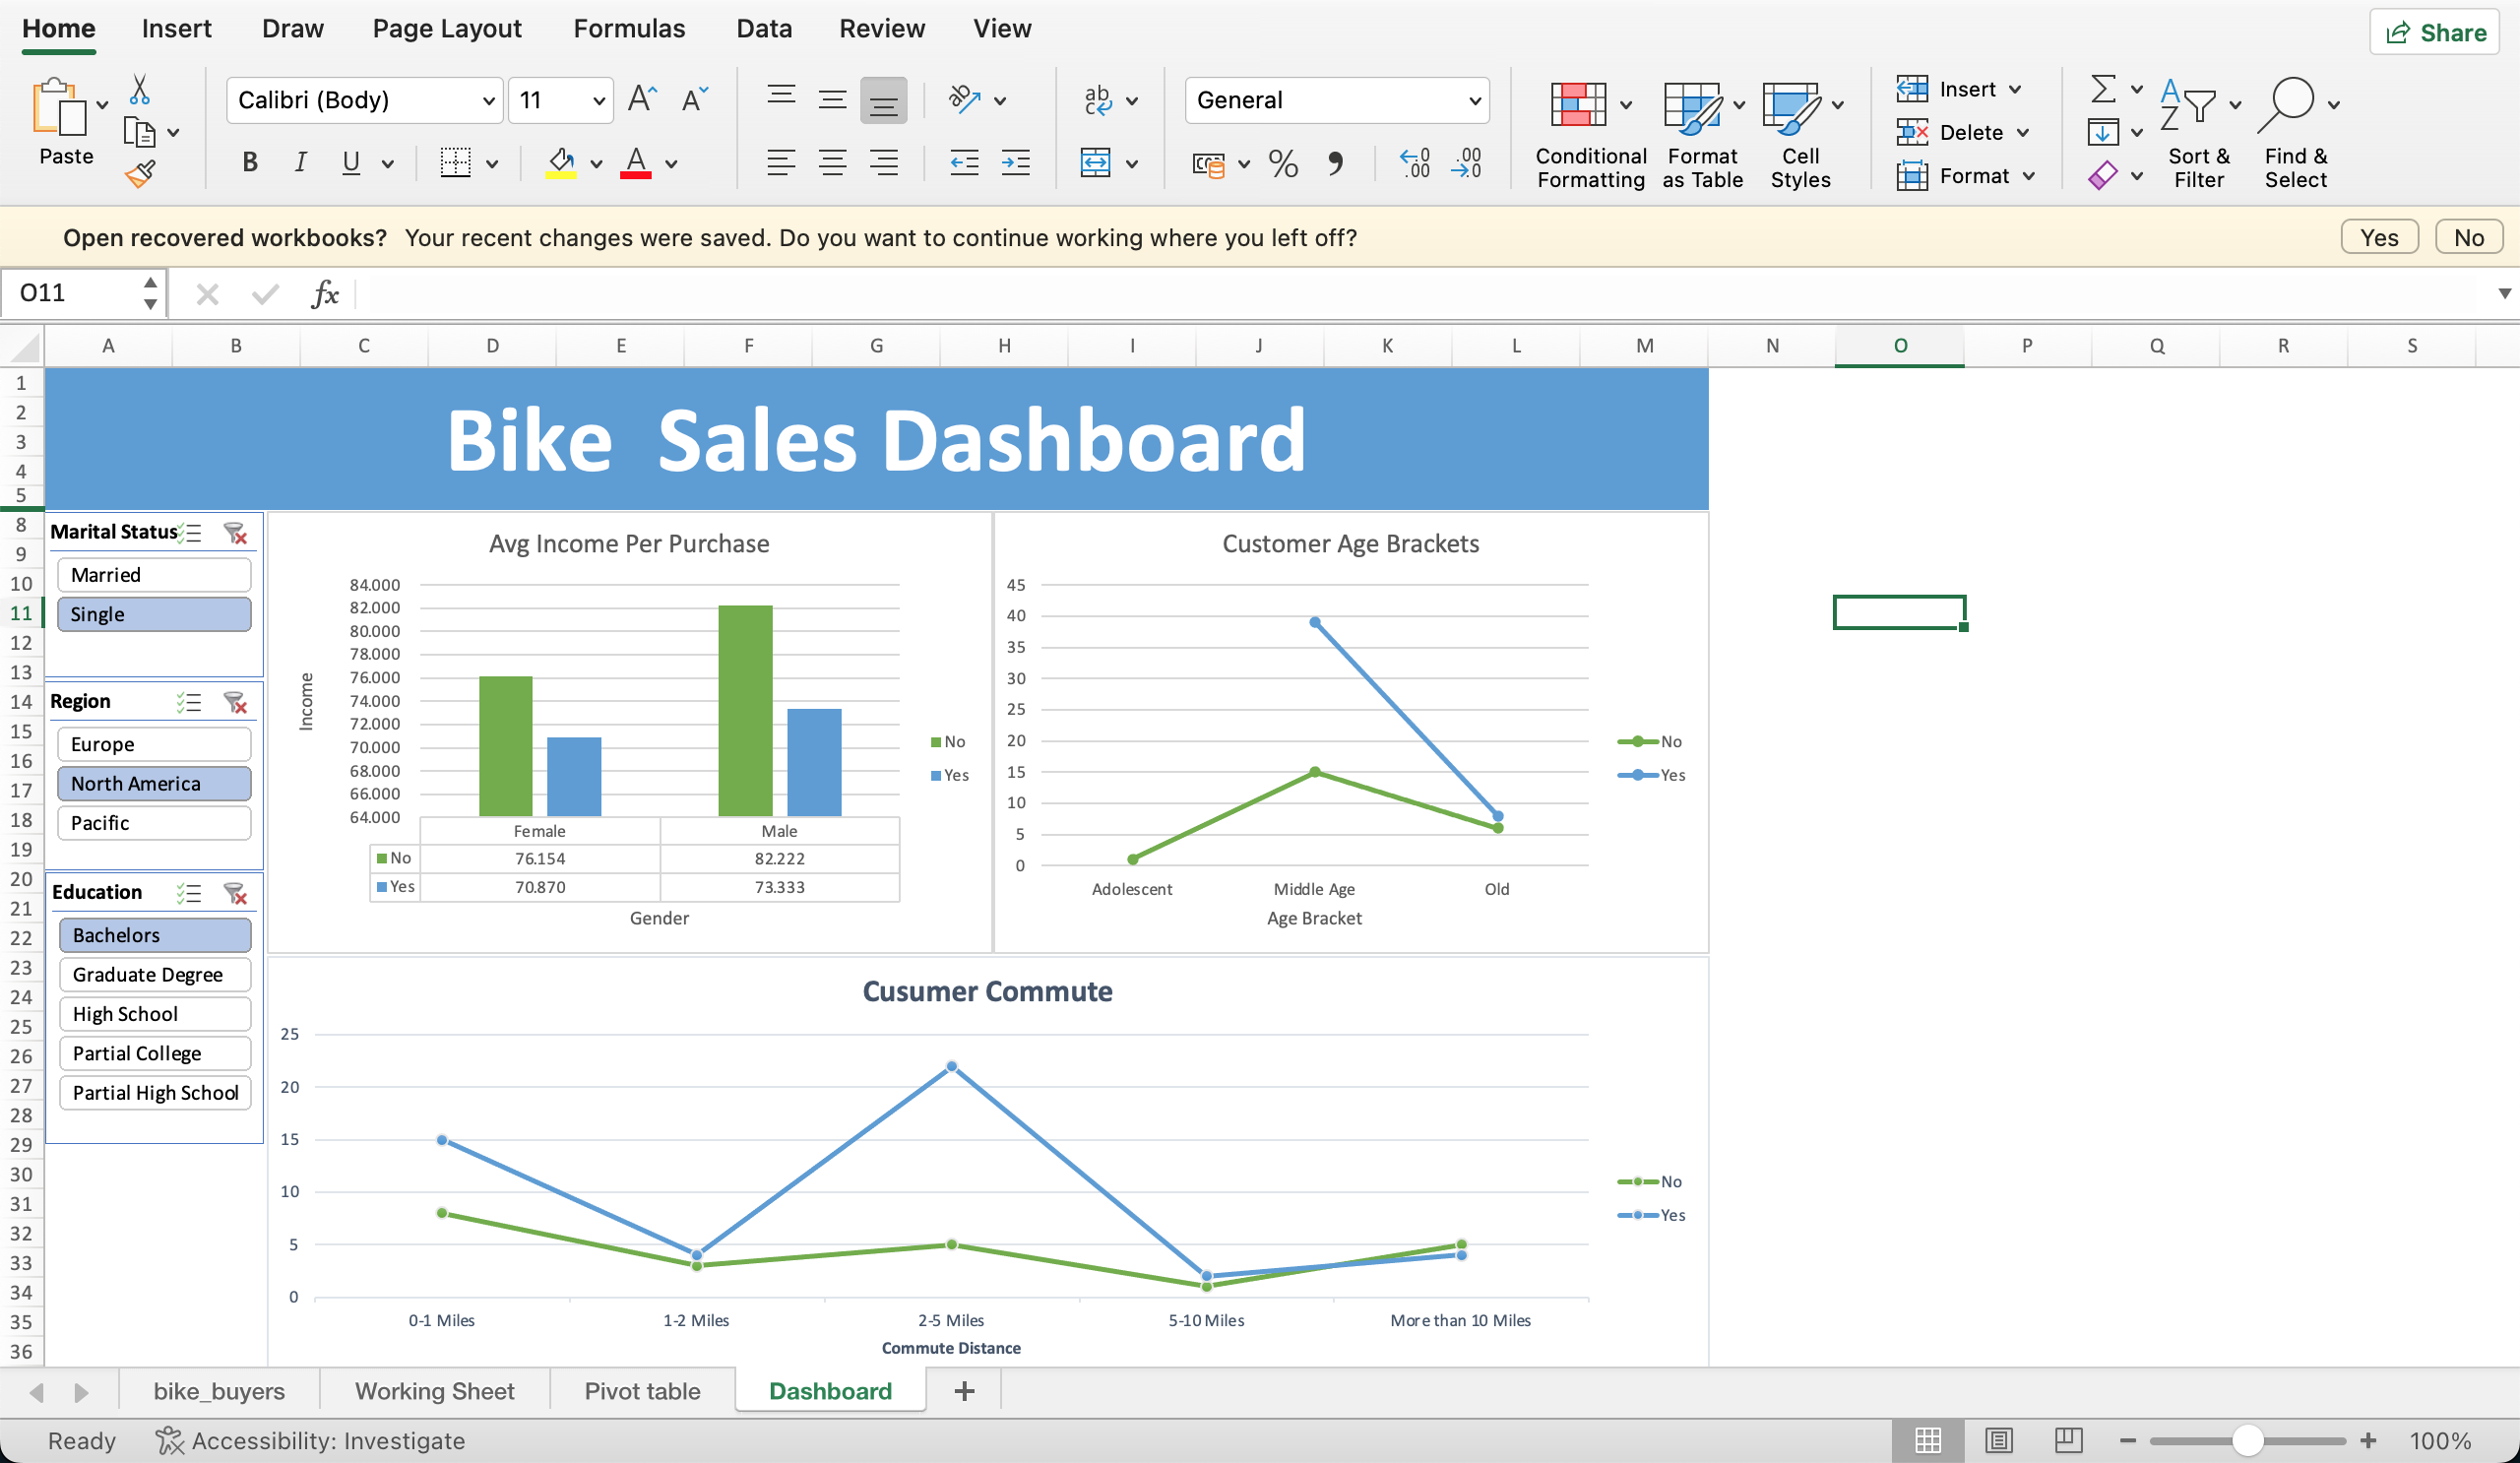 Home Insert Draw Page Layout Formulas Data Review View Share
Calibri (Body) 11 General
Paste
B I U A
Conditional Formatting
Format as Table
Cell Styles
Insert
Delete
Format
Sort & Filter
Find & Select
Open recovered workbooks? Your recent changes were saved. Do you want to continue working where you left off? Yes No
O11 fx
A B C D E F G H I J K L M N O P Q R S
1
2
3
4
5
8
9
10
11
12
13
14
15
16
17
18
19
20
21
22
23
24
25
26
27
28
29
30
31
32
33
34
35
36
Bike Sales Dashboard
Marital Status
Married
Single
Region
Europe
North America
Pacific
Education
Bachelors
Graduate Degree
High School
Partial College
Partial High School
Avg Income Per Purchase
Income
84.000
82.000
80.000
78.000
76.000
74.000
72.000
70.000
68.000
66.000
64.000
Female Male
No 76.154 82.222
Yes 70.870 73.333
Gender
No
Yes
Customer Age Brackets
45
40
35
30
25
20
15
10
5
0
Adolescent Middle Age Old
Age Bracket
No
Yes
Cusumer Commute
25
20
15
10
5
0
0-1 Miles 1-2 Miles 2-5 Miles 5-10 Miles More than 10 Miles
Commute Distance
No
Yes
bike_buyers Working Sheet Pivot table Dashboard +
Ready Accessibility: Investigate 100%